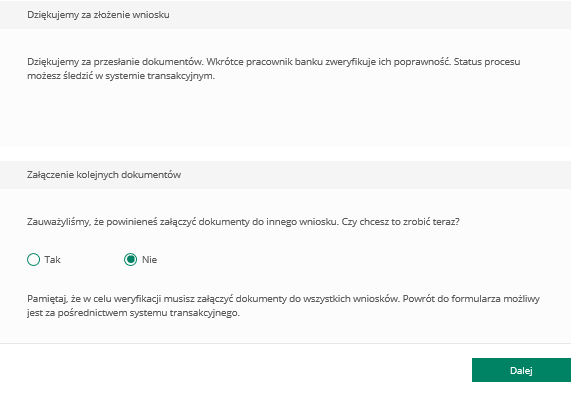 Dziękujemy za złożenie wniosku
Dziękujemy za przesłanie dokumentów. Wkrótce pracownik banku zweryfikuje ich poprawność. Status procesu
możesz śledzić w systemie transakcyjnym.
Załączenie kolejnych dokumentów
Zauważyliśmy, że powinieneś załączyć dokumenty do innego wniosku. Czy chcesz to zrobić teraz?
Tak Nie
Pamiętaj, że w celu weryfikacji musisz załączyć dokumenty do wszystkich wniosków. Powrót do formularza możliwy
jest za pośrednictwem systemu transakcyjnego.
Dalej